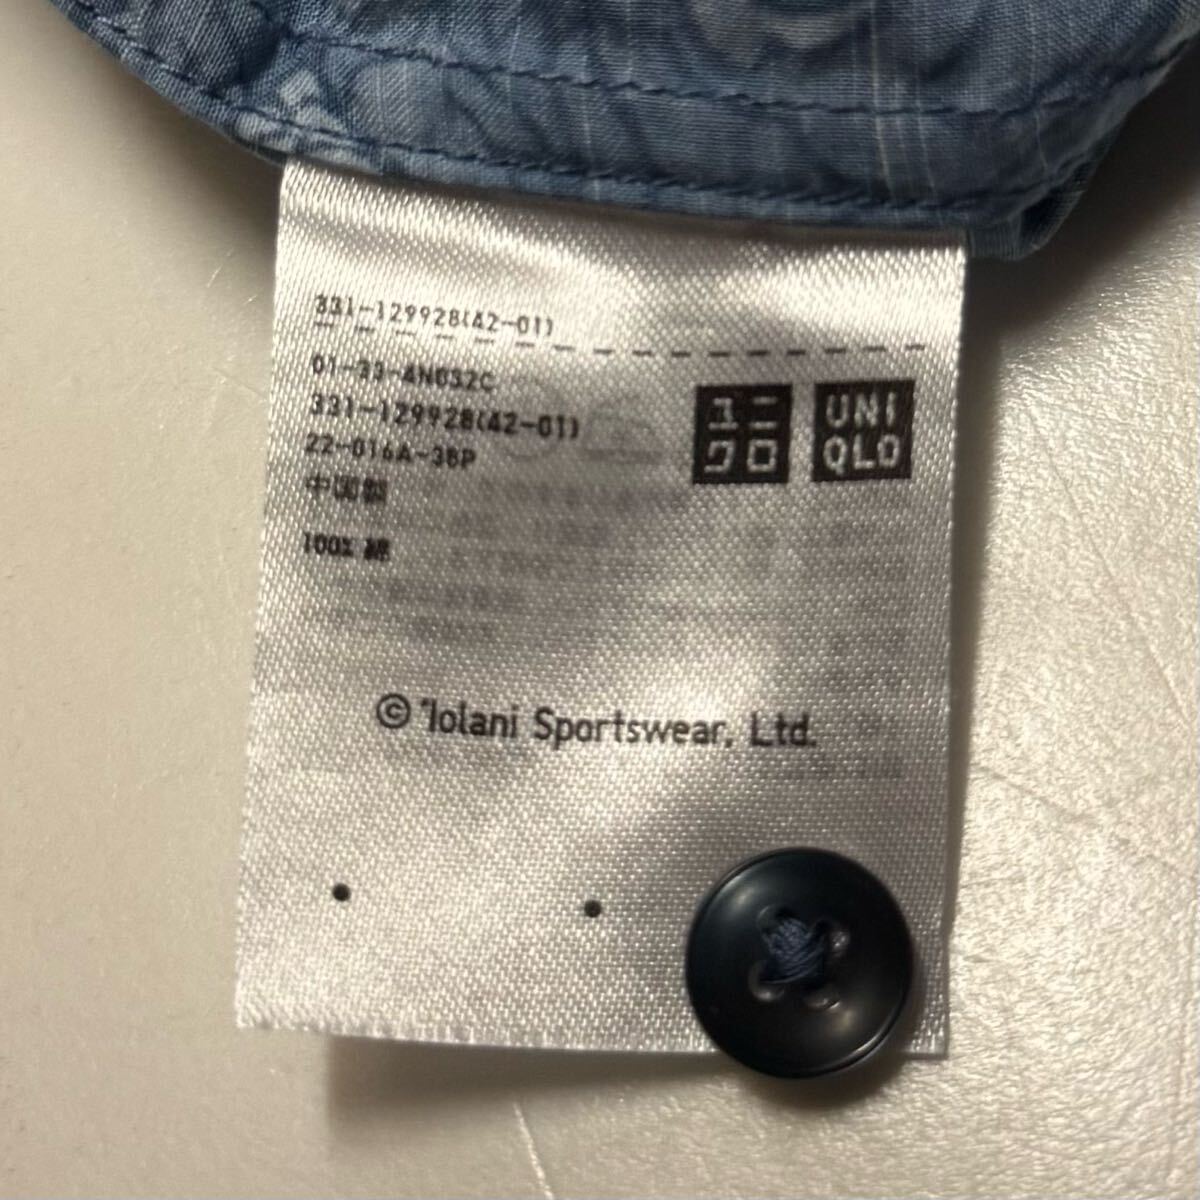 331-129928(42-01)
01-33-4N032C
331-129928(42-01)
22-016A-3BP
ユニ
クロ
UNI
QLO
中国製
100% 綿
© 'Iolani Sportswear, Ltd.